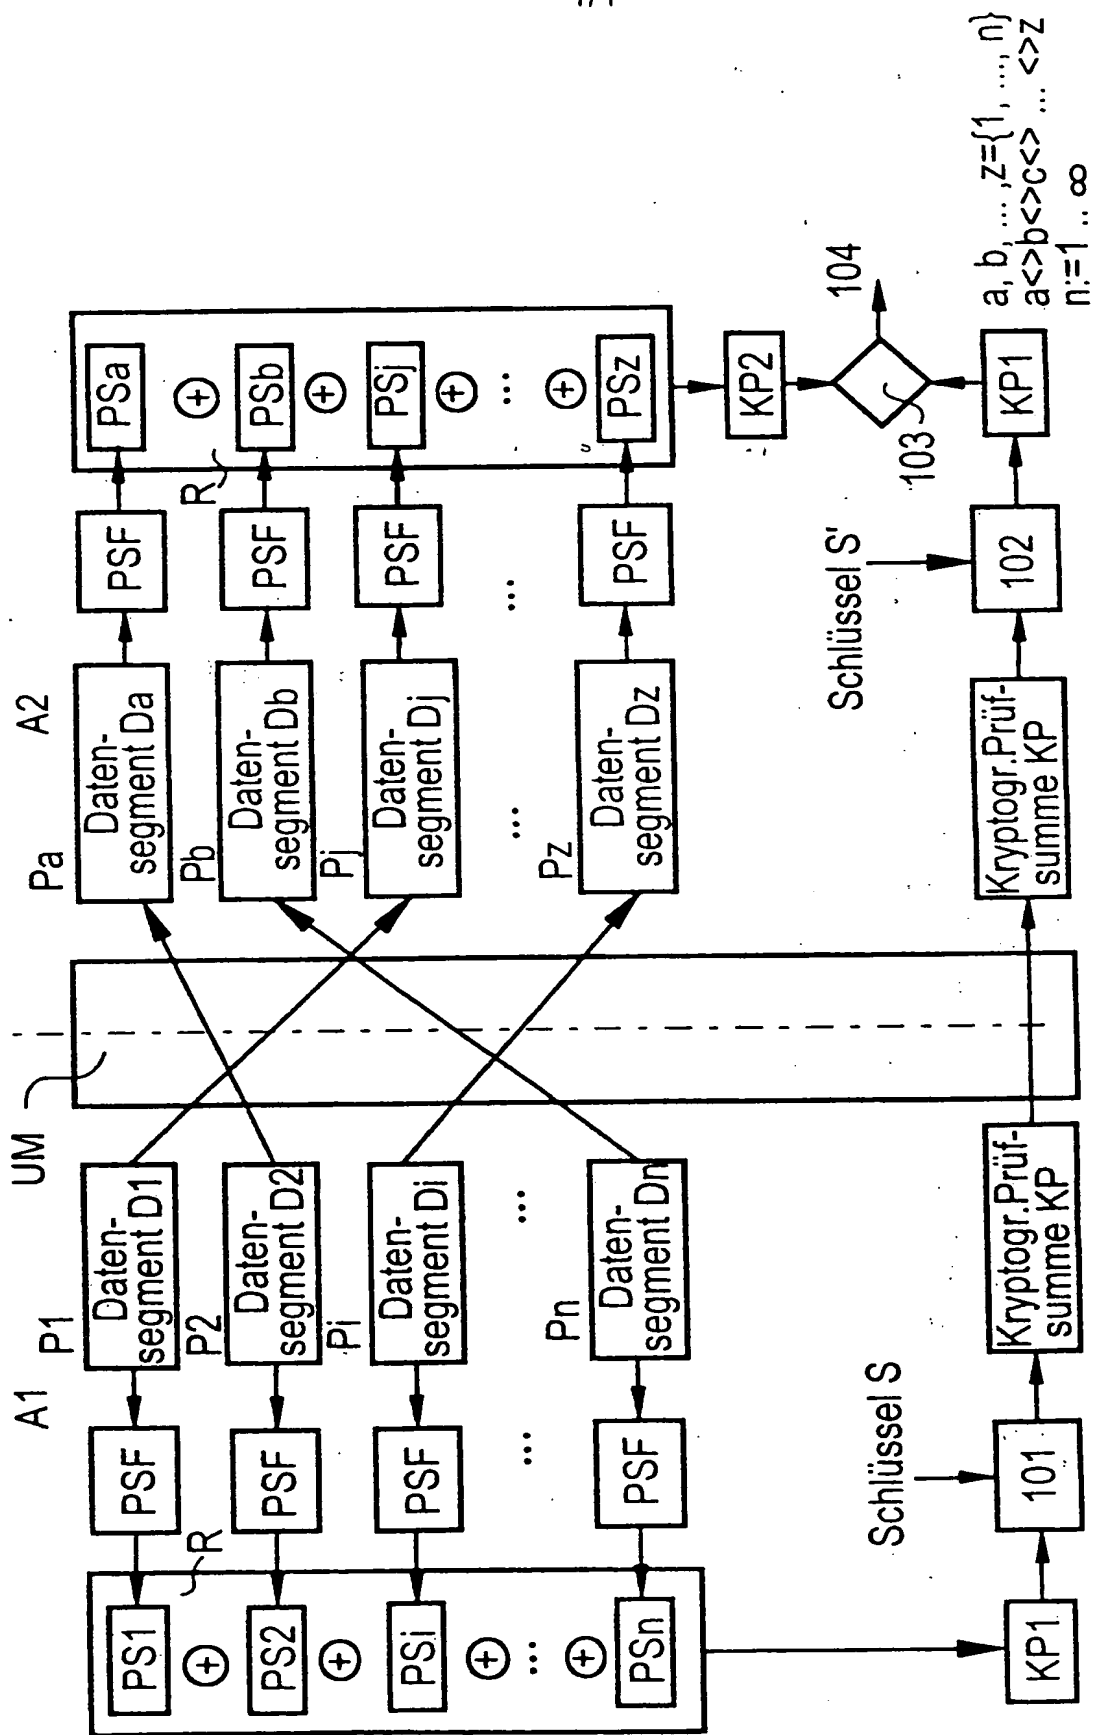 A1
P1
UM
Pa
A2
PS1
PSF
Daten-
segment D1
Daten-
segment Da
PSF
PSa
R
P2
Pb
R
PS2
PSF
Daten-
segment D2
Daten-
segment Db
PSF
PSb
Pi
Pj
PSi
PSF
Daten-
segment Di
Daten-
segment Dj
PSF
PSj
...
...
...
...
...
...
Pn
Pz
PSn
PSF
Daten-
segment Dn
Daten-
segment Dz
PSF
PSz
KP2
Schlüssel S
Schlüssel S'
103
104
KP1
101
Kryptogr.Prüf-
summe KP
Kryptogr.Prüf-
summe KP
102
KP1
a, b, ... ,z={1, ..., n}
a<>b<>c<> ... <>z
n:=1 .. ∞